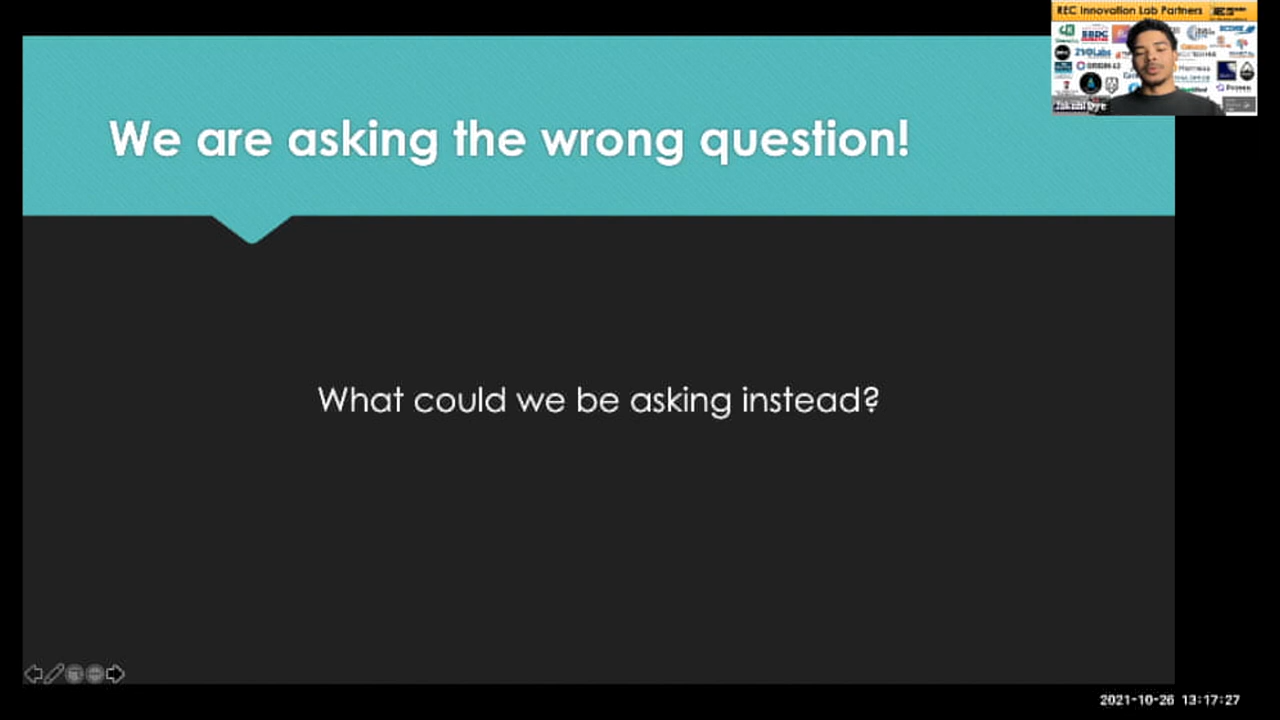 REC Innovation Lab Partners
We are asking the wrong question!
What could we be asking instead?
2021-10-26 13:17:27